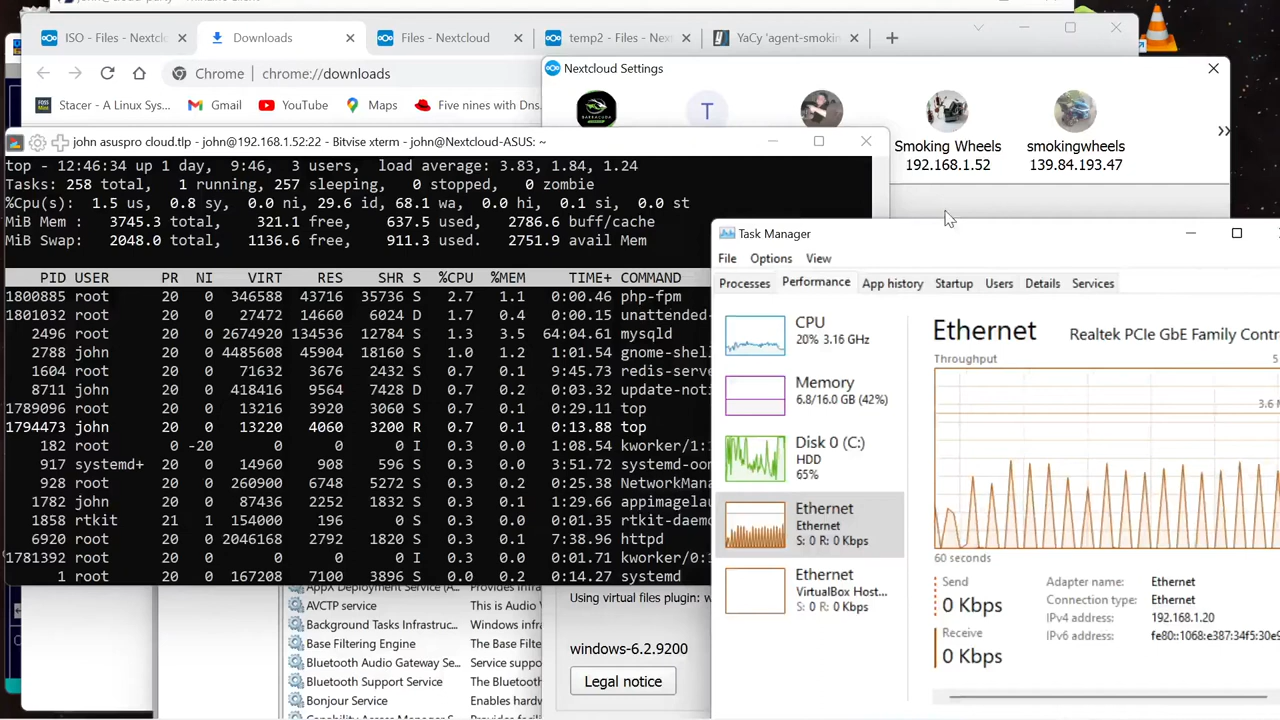 ISO - Files - Nextclo
Downloads
Files - Nextcloud
temp2 - Files - Nex
YaCy 'agent-smokin
Chrome
chrome://downloads
Stacer - A Linux Sys...
Gmail
YouTube
Maps
Five nines with Dns.
Nextcloud Settings
BARRACUDA
T
Smoking Wheels
192.168.1.52
smokingwheels
139.84.193.47
john asuspro cloud.tlp - john@192.168.1.52:22 - Bitvise xterm - john@Nextcloud-ASUS: ~
top - 12:46:34 up 1 day, 9:46, 3 users, load average: 3.83, 1.84, 1.24
Tasks: 258 total, 1 running, 257 sleeping, 0 stopped, 0 zombie
%Cpu(s): 1.5 us, 0.8 sy, 0.0 ni, 29.6 id, 68.1 wa, 0.0 hi, 0.1 si, 0.0 st
MiB Mem : 3745.3 total, 321.1 free, 637.5 used, 2786.6 buff/cache
MiB Swap: 2048.0 total, 1136.6 free, 911.3 used. 2751.9 avail Mem
PID USER PR NI VIRT RES SHR S %CPU %MEM TIME+ COMMAND
1800885 root 20 0 346588 43716 35736 S 2.7 1.1 0:00.46 php-fpm
1801032 root 20 0 27472 14660 6024 D 1.7 0.4 0:00.15 unattended-
2496 root 20 0 2674920 134536 12784 S 1.3 3.5 64:04.61 mysqld
2788 john 20 0 4485608 45904 18160 S 1.0 1.2 1:01.54 gnome-shell
1604 root 20 0 71632 3676 2432 S 0.7 0.1 9:45.73 redis-serve
8711 john 20 0 418416 9564 7428 D 0.7 0.2 0:03.32 update-noti
1789096 root 20 0 13216 3920 3060 S 0.7 0.1 0:29.11 top
1794473 john 20 0 13220 4060 3200 R 0.7 0.1 0:13.88 top
182 root 0 -20 0 0 0 I 0.3 0.0 1:08.54 kworker/1:
917 systemd+ 20 0 14960 908 596 S 0.3 0.0 3:51.72 systemd-oom
928 root 20 0 260900 6748 5272 S 0.3 0.2 0:25.38 NetworkMana
1782 john 20 0 87436 2252 1832 S 0.3 0.1 1:29.66 appimagelau
1858 rtkit 21 1 154000 196 0 S 0.3 0.0 0:01.35 rtkit-daemo
6920 root 20 0 2046168 2792 1820 S 0.3 0.1 7:38.96 httpd
1781392 root 20 0 0 0 0 I 0.3 0.0 0:01.71 kworker/0:
1 root 20 0 167208 7100 3896 S 0.0 0.2 0:14.27 systemd
Task Manager
File Options View
Processes Performance App history Startup Users Details Services
CPU
20% 3.16 GHz
Memory
6.8/16.0 GB (42%)
Disk 0 (C:)
HDD
65%
Ethernet
Ethernet
S: 0 R: 0 Kbps
Ethernet
VirtualBox Host...
S: 0 R: 0 Kbps
Ethernet
Realtek PCIe GbE Family Contr
Throughput
5
3.6 M
60 seconds
Send
0 Kbps
Receive
0 Kbps
Adapter name: Ethernet
Connection type: Ethernet
IPv4 address: 192.168.1.20
IPv6 address: fe80::1068:e387:34f5:30e9
AVCTP service This is Audio V
Background Tasks Infrastruc... Windows infra
Base Filtering Engine The Base Filter
Bluetooth Audio Gateway Se... Service suppo
Bluetooth Support Service The Bluetooth
Bonjour Service Enables hardw
Using virtual files plugin: w
windows-6.2.9200
Legal notice